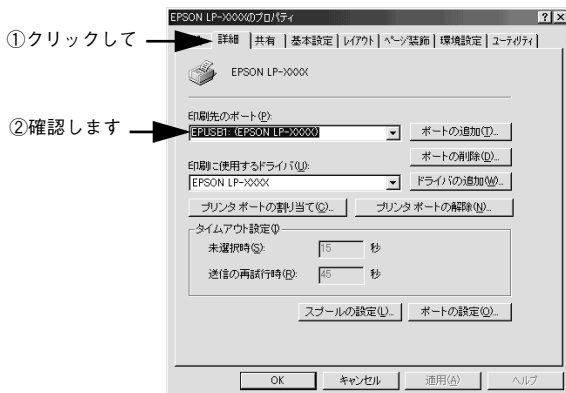 EPSON LP-XXXXのプロパティ
①クリックして
詳細 共有 基本設定 レイアウト ページ装飾 環境設定 ユーティリティ
EPSON LP-XXXX
印刷先のポート(P):
②確認します
EPUSB1: (EPSON LP-XXXX)
ポートの追加(T)...
ポートの削除(D)...
印刷に使用するドライバ(U):
EPSON LP-XXXX
ドライバの追加(W)...
プリンタ ポートの割り当て(C)...
プリンタ ポートの解除(N)...
タイムアウト設定
未選択時(S): 15 秒
送信の再試行時(R): 45 秒
スプールの設定(L)...
ポートの設定(O)...
OK
キャンセル
適用(A)
ヘルプ